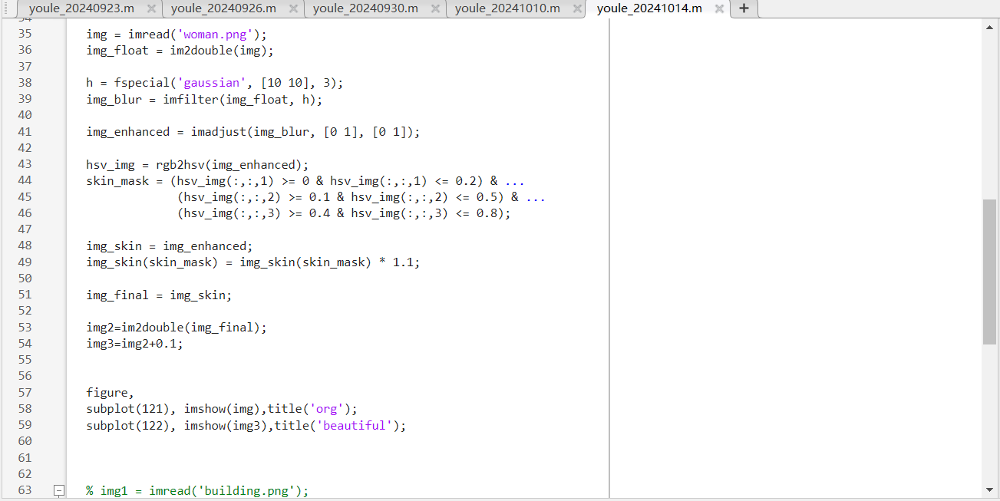 youle_20240923.m youle_20240926.m youle_20240930.m youle_20241010.m youle_20241014.m +
35 img = imread('woman.png');
36 img_float = im2double(img);
37
38 h = fspecial('gaussian', [10 10], 3);
39 img_blur = imfilter(img_float, h);
40
41 img_enhanced = imadjust(img_blur, [0 1], [0 1]);
42
43 hsv_img = rgb2hsv(img_enhanced);
44 skin_mask = (hsv_img(:,:,1) >= 0 & hsv_img(:,:,1) <= 0.2) & ...
45 (hsv_img(:,:,2) >= 0.1 & hsv_img(:,:,2) <= 0.5) & ...
46 (hsv_img(:,:,3) >= 0.4 & hsv_img(:,:,3) <= 0.8);
47
48 img_skin = img_enhanced;
49 img_skin(skin_mask) = img_skin(skin_mask) * 1.1;
50
51 img_final = img_skin;
52
53 img2=im2double(img_final);
54 img3=img2+0.1;
55
56
57 figure,
58 subplot(121), imshow(img),title('org');
59 subplot(122), imshow(img3),title('beautiful');
60
61
62
63 % img1 = imread('building.png');